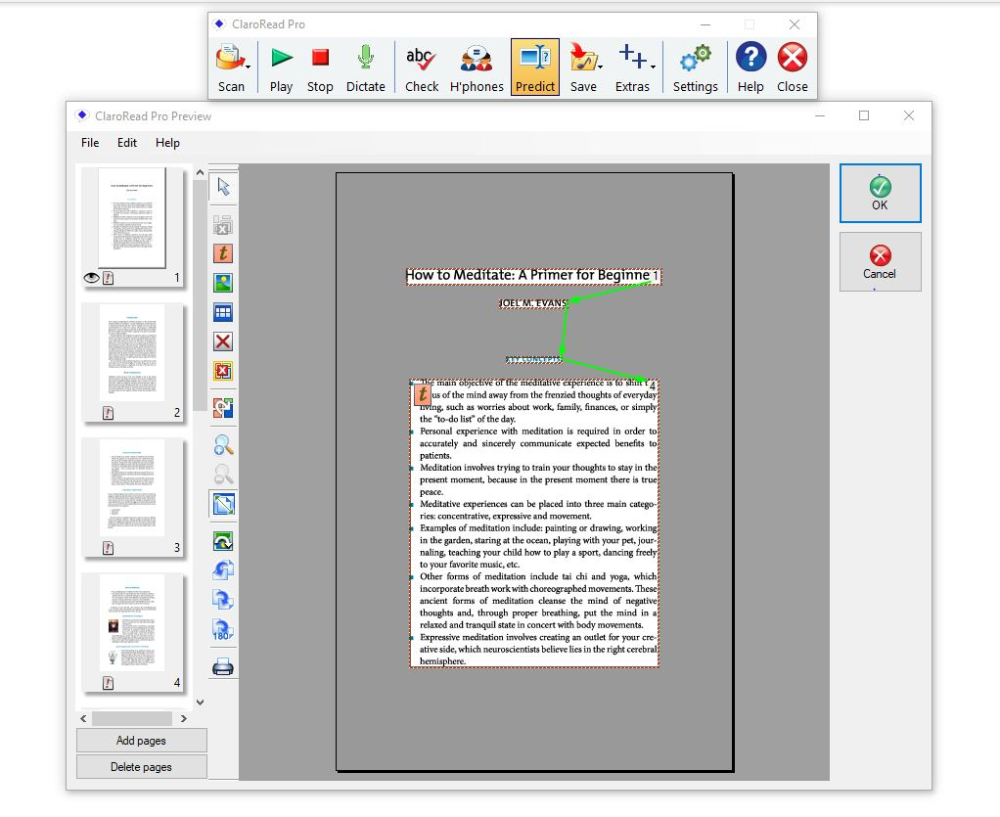 ClaroRead Pro
Scan
Play
Stop
Dictate
abc
Check
H'phones
Predict
Save
Extras
Settings
Help
Close
ClaroRead Pro Preview
File Edit Help
1
2
3
4
Add pages
Delete pages
180°
How to Meditate: A Primer for Beginne 1
JOEL M. EVANS
KEY CONCEPTS
4
t
The main objective of the meditative experience is to shift
us of the mind away from the frenzied thoughts of everyday
living, such as worries about work, family, finances, or simply
the “to-do list” of the day.
Personal experience with meditation is required in order to
accurately and sincerely communicate expected benefits to
patients.
Meditation involves trying to train your thoughts to stay in the
present moment, because in the present moment there is true
peace.
Meditative experiences can be placed into three main catego-
ries: concentrative, expressive and movement.
Examples of meditation include: painting or drawing, working
in the garden, staring at the ocean, playing with your pet, jour-
naling, teaching your child how to play a sport, dancing freely
to your favorite music, etc.
Other forms of meditation include tai chi and yoga, which
incorporate breath work with choreographed movements. These
ancient forms of meditation cleanse the mind of negative
thoughts and, through proper breathing, put the mind in a
relaxed and tranquil state in concert with body movements.
Expressive meditation involves creating an outlet for your cre-
ative side, which neuroscientists believe lies in the right cerebral
hemisphere.
OK
Cancel